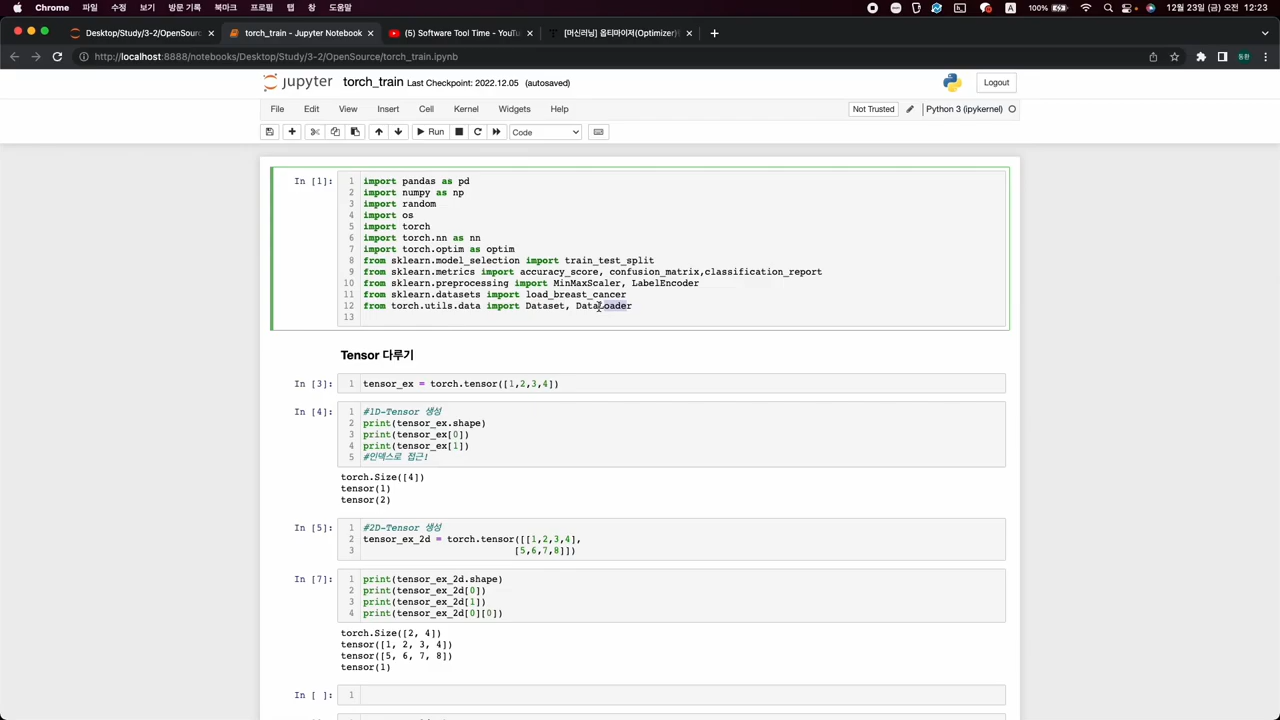 Chrome 파일 수정 보기 방문 기록 북마크 프로필 탭 창 도움말 100% 12월 23일 (금) 오전 12:23
Desktop/Study/3-2/OpenSourc torch_train - Jupyter Notebook (5) Software Tool Time - YouTu [머신러닝] 옵티마이저(Optimizer)란
http://localhost:8888/notebooks/Desktop/Study/3-2/OpenSource/torch_train.ipynb 동환
jupyter torch_train Last Checkpoint: 2022.12.05 (autosaved) Logout
File Edit View Insert Cell Kernel Widgets Help Not Trusted Python 3 (ipykernel)
Run Code
In [1]:
1 import pandas as pd
2 import numpy as np
3 import random
4 import os
5 import torch
6 import torch.nn as nn
7 import torch.optim as optim
8 from sklearn.model_selection import train_test_split
9 from sklearn.metrics import accuracy_score, confusion_matrix,classification_report
10 from sklearn.preprocessing import MinMaxScaler, LabelEncoder
11 from sklearn.datasets import load_breast_cancer
12 from torch.utils.data import Dataset, DataLoader
13
Tensor 다루기
In [3]: 1 tensor_ex = torch.tensor([1,2,3,4])
In [4]: 1 #1D-Tensor 생성
2 print(tensor_ex.shape)
3 print(tensor_ex[0])
4 print(tensor_ex[1])
5 #인덱스로 접근!
torch.Size([4])
tensor(1)
tensor(2)
In [5]: 1 #2D-Tensor 생성
2 tensor_ex_2d = torch.tensor([[1,2,3,4],
3 [5,6,7,8]])
In [7]: 1 print(tensor_ex_2d.shape)
2 print(tensor_ex_2d[0])
3 print(tensor_ex_2d[1])
4 print(tensor_ex_2d[0][0])
torch.Size([2, 4])
tensor([1, 2, 3, 4])
tensor([5, 6, 7, 8])
tensor(1)
In [ ]: 1